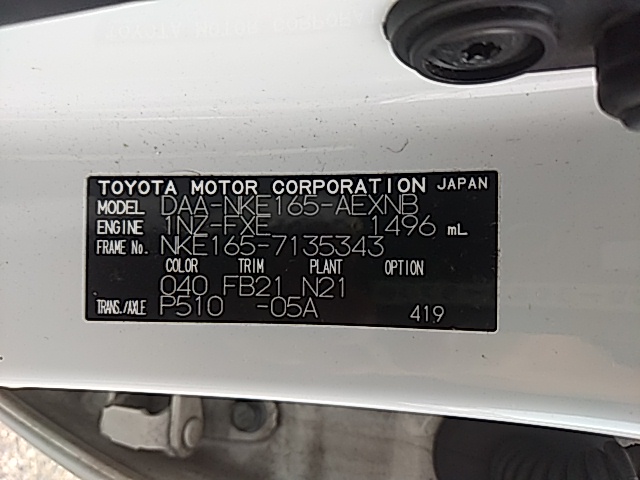 TOYOTA MOTOR CORPORATION JAPAN
MODEL DAA-NKE165-AEXNB
ENGINE 1NZ-FXE 1496 mL
FRAME No. NKE165-7135343
COLOR TRIM PLANT OPTION
040 FB21 N21
TRANS./AXLE P510 -05A 419